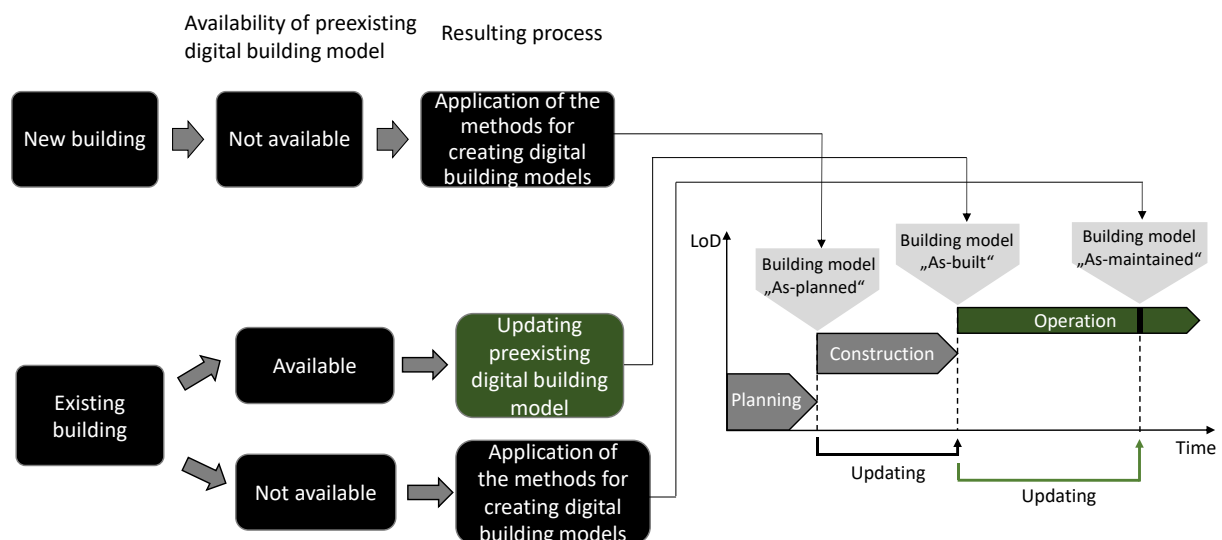 Availability of preexisting
digital building model
Resulting process
New building
Not available
Application of the
methods for
creating digital
building models
Existing
building
Available
Updating
preexisting
digital building
model
Not available
Application of
the methods for
creating digital
building models
LoD
Building model
„As-planned“
Building model
„As-built“
Building model
„As-maintained“
Planning
Construction
Operation
Time
Updating
Updating